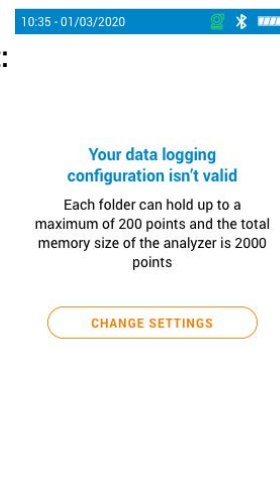 10:35 - 01/03/2020
:
Your data logging
configuration isn't valid
Each folder can hold up to a
maximum of 200 points and the total
memory size of the analyzer is 2000
points
CHANGE SETTINGS